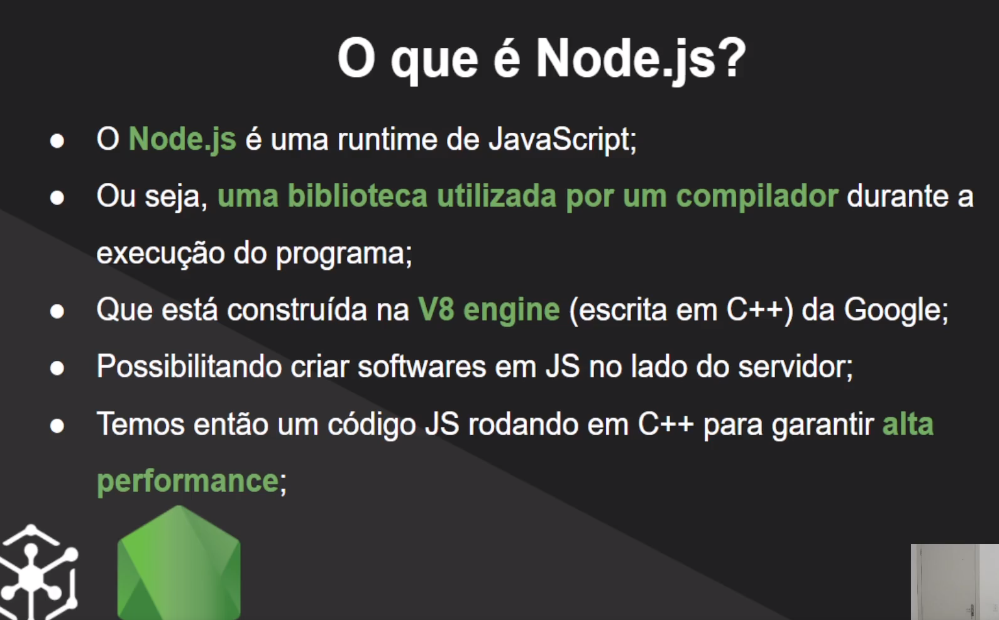 O que é Node.js?
● O Node.js é uma runtime de JavaScript;
● Ou seja, uma biblioteca utilizada por um compilador durante a
execução do programa;
● Que está construída na V8 engine (escrita em C++) da Google;
● Possibilitando criar softwares em JS no lado do servidor;
● Temos então um código JS rodando em C++ para garantir alta
performance;